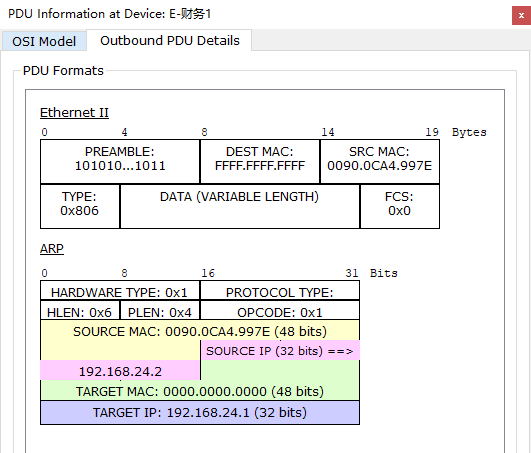 PDU Information at Device: E-财务1
x
OSI Model Outbound PDU Details
PDU Formats
Ethernet II
0 4 8 14 19 Bytes
PREAMBLE: DEST MAC: SRC MAC:
101010...1011 FFFF.FFFF.FFFF 0090.0CA4.997E
TYPE: DATA (VARIABLE LENGTH) FCS:
0x806 0x0
ARP
0 8 16 31 Bits
HARDWARE TYPE: 0x1 PROTOCOL TYPE:
HLEN: 0x6 PLEN: 0x4 OPCODE: 0x1
SOURCE MAC: 0090.0CA4.997E (48 bits)
SOURCE IP (32 bits) ==>
192.168.24.2
TARGET MAC: 0000.0000.0000 (48 bits)
TARGET IP: 192.168.24.1 (32 bits)